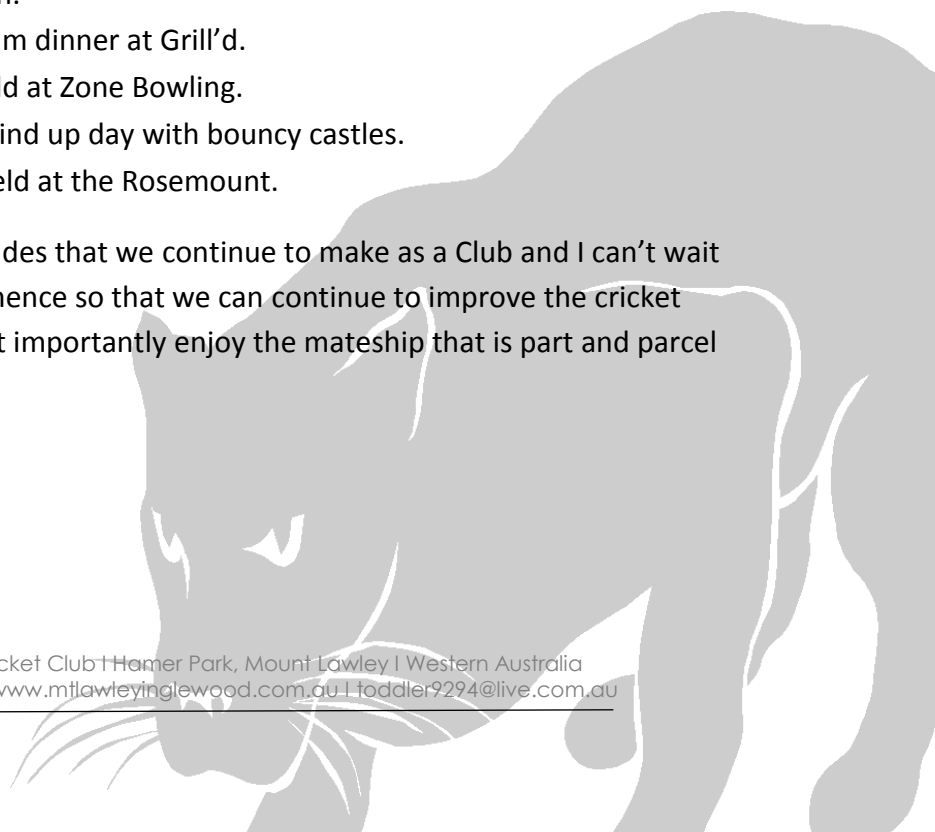 m dinner at Grill’d.
ld at Zone Bowling.
ind up day with bouncy castles.
eld at the Rosemount.
des that we continue to make as a Club and I can’t wait
hence so that we can continue to improve the cricket
t importantly enjoy the mateship that is part and parcel
cket Club I Hamer Park, Mount Lawley I Western Australia
www.mtlawleyinglewood.com.au I toddler9294@live.com.au